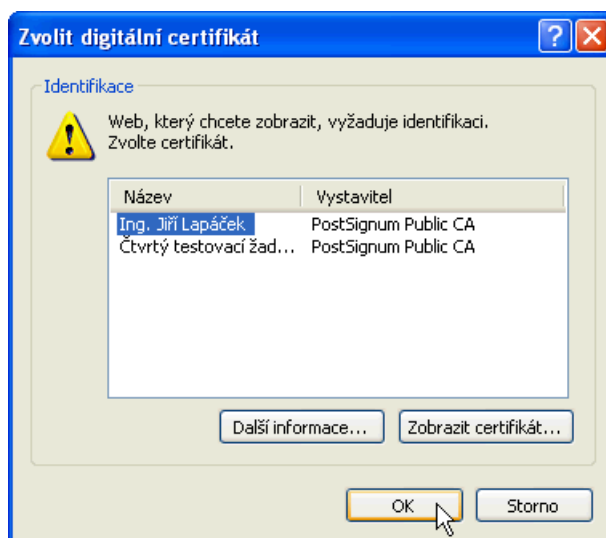 Zvolit digitální certifikát
Identifikace
Web, který chcete zobrazit, vyžaduje identifikaci.
Zvolte certifikát.
Název Vystavitel
Ing. Jiří Lapáček PostSignum Public CA
Čtvrtý testovací žad... PostSignum Public CA
Další informace... Zobrazit certifikát...
OK Storno